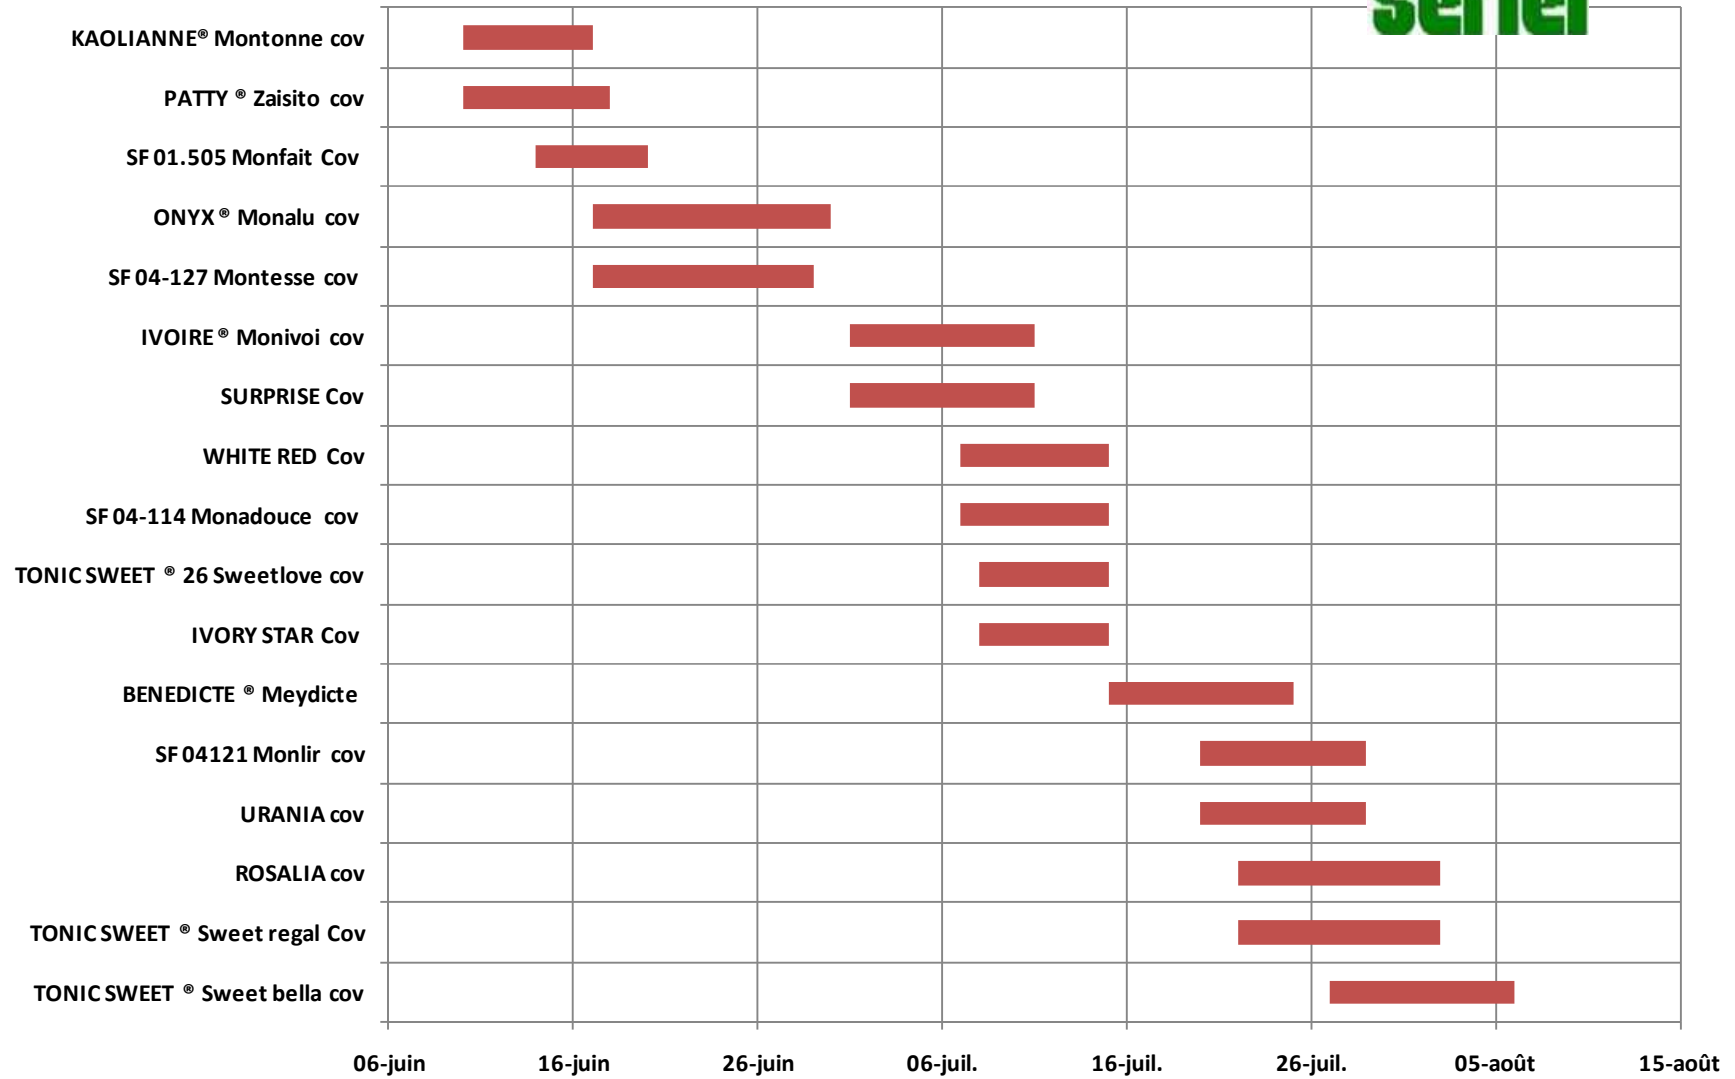 KAOLIANNE® Montonne cov
PATTY ® Zaisito cov
SF 01.505 Monfait Cov
ONYX ® Monalu cov
SF 04-127 Montesse cov
IVOIRE ® Monivoi cov
SURPRISE Cov
WHITE RED Cov
SF 04-114 Monadouce cov
TONIC SWEET ® 26 Sweetlove cov
IVORY STAR Cov
BENEDICTE ® Meydicte
SF 04121 Monlir cov
URANIA cov
ROSALIA cov
TONIC SWEET ® Sweet regal Cov
TONIC SWEET ® Sweet bella cov
06-juin 16-juin 26-juin 06-juil. 16-juil. 26-juil. 05-août 15-août